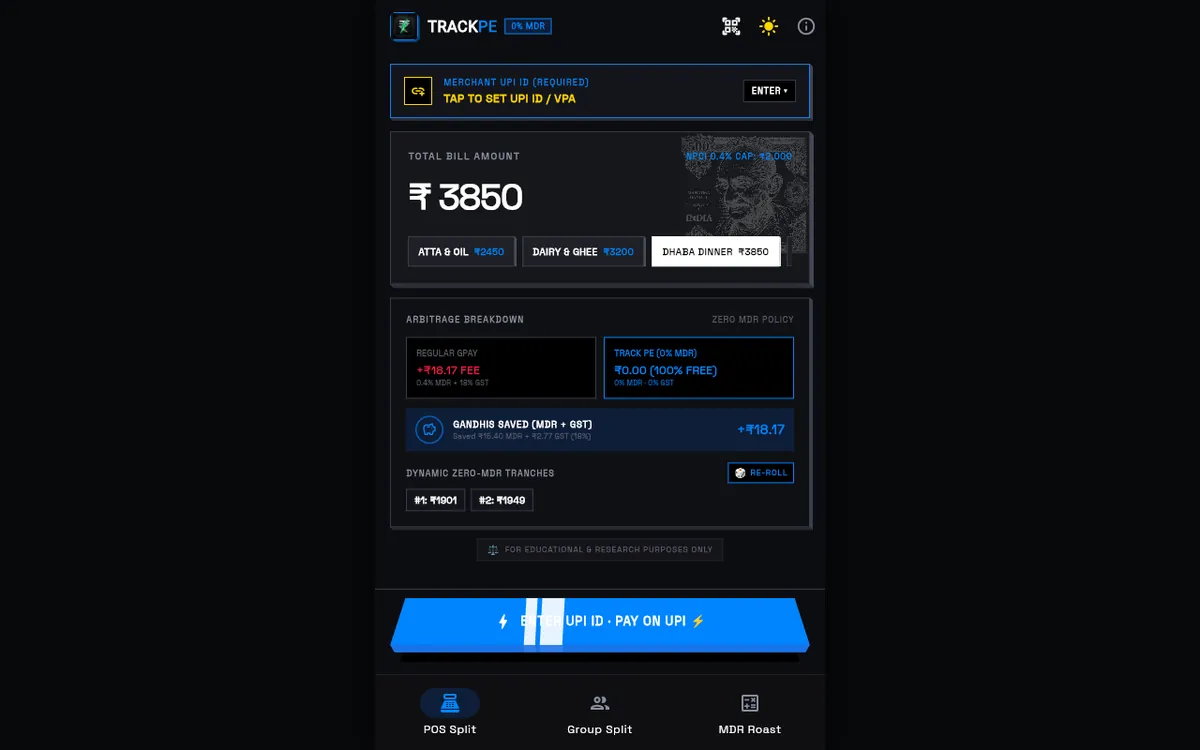 TRACKPE 0% MDR
MERCHANT UPI ID (REQUIRED)
TAP TO SET UPI ID / VPA
ENTER ▾
TOTAL BILL AMOUNT
NPCI 0.4% CAP: ₹2,000
₹ 3850
INDIA
ATTA & OIL ₹2450
DAIRY & GHEE ₹3200
DHABA DINNER ₹3850
ARBITRAGE BREAKDOWN
ZERO MDR POLICY
REGULAR GPAY
+₹18.17 FEE
0.4% MDR + 18% GST
TRACK PE (0% MDR)
₹0.00 (100% FREE)
0% MDR · 0% GST
GANDHIS SAVED (MDR + GST)
Saved ₹15.40 MDR + ₹2.77 GST (18%)
+₹18.17
DYNAMIC ZERO-MDR TRANCHES
RE-ROLL
#1: ₹1901
#2: ₹1949
FOR EDUCATIONAL & RESEARCH PURPOSES ONLY
ENTER UPI ID · PAY ON UPI ⚡
POS Split
Group Split
MDR Roast